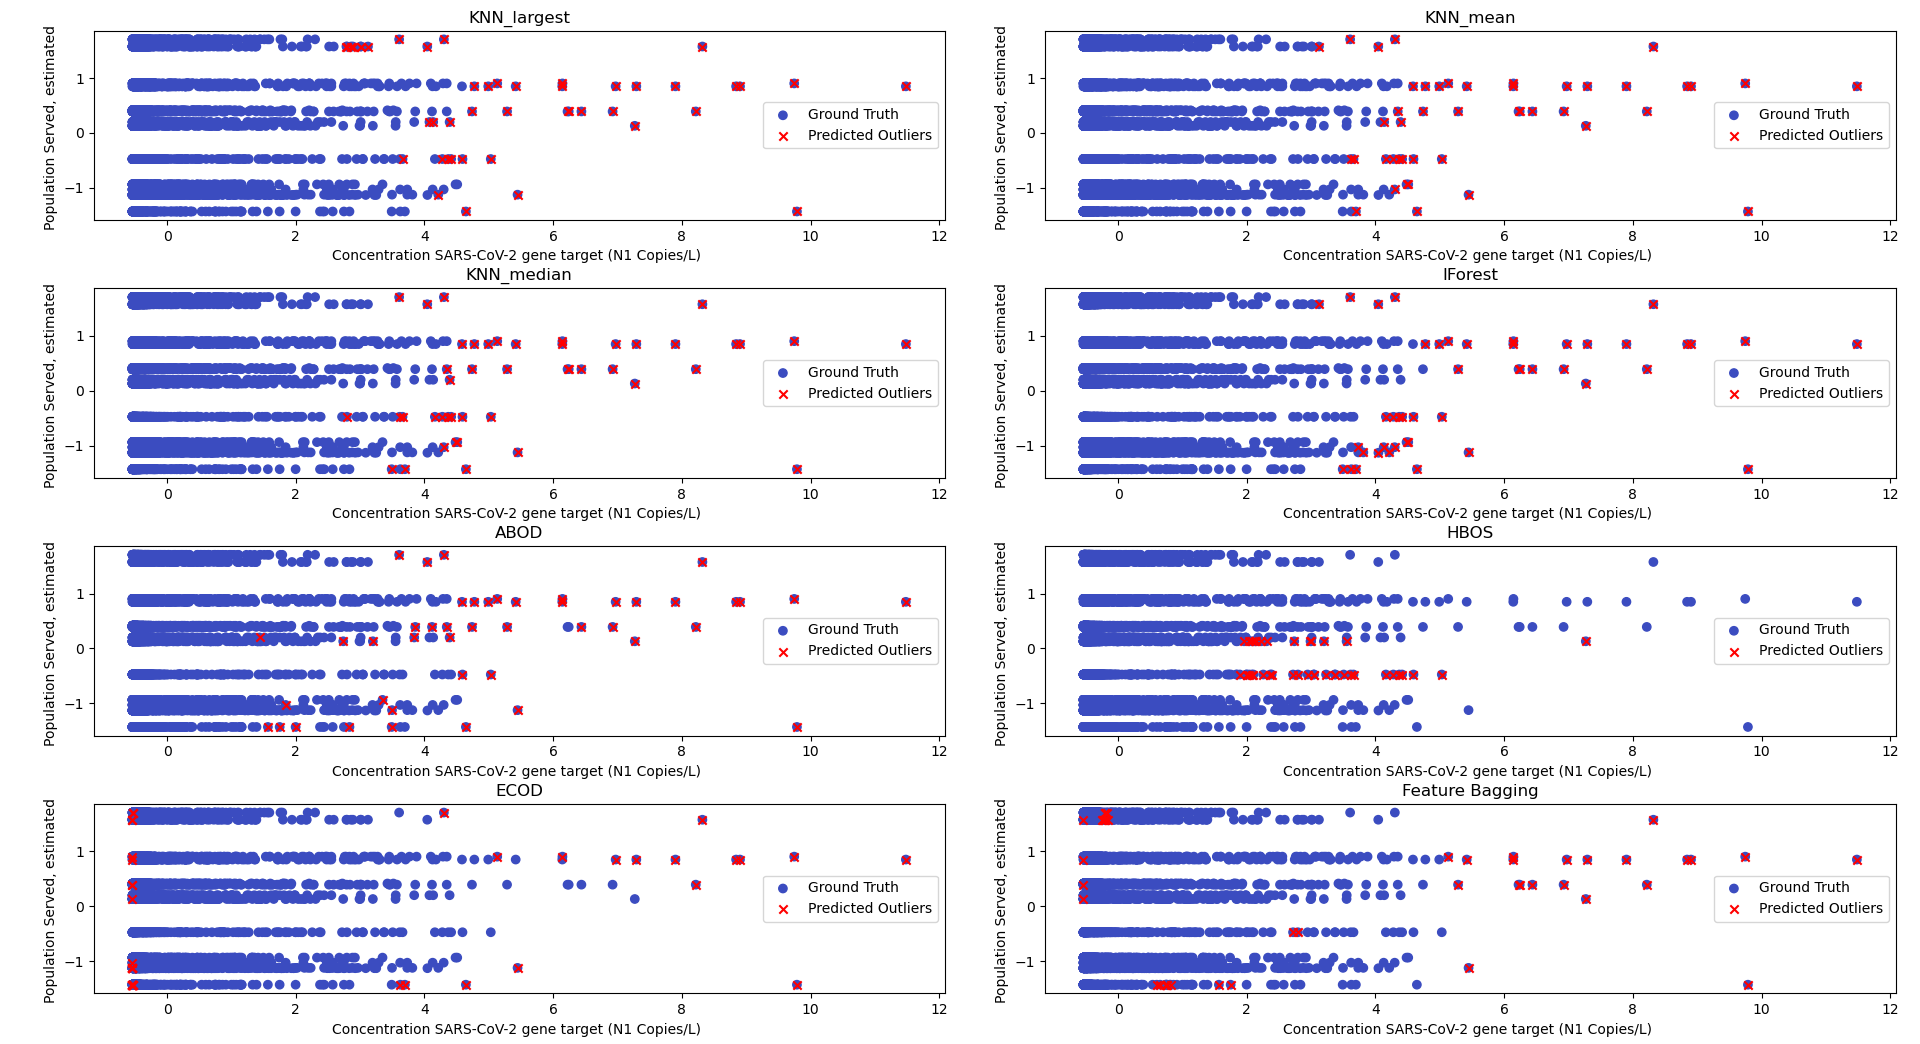 KNN_largest
Population Served, estimated
1
0
−1
Ground Truth
Predicted Outliers
0 2 4 6 8 10 12
Concentration SARS-CoV-2 gene target (N1 Copies/L)
KNN_mean
Population Served, estimated
1
0
−1
Ground Truth
Predicted Outliers
0 2 4 6 8 10 12
Concentration SARS-CoV-2 gene target (N1 Copies/L)
KNN_median
Population Served, estimated
1
0
−1
Ground Truth
Predicted Outliers
0 2 4 6 8 10 12
Concentration SARS-CoV-2 gene target (N1 Copies/L)
IForest
Population Served, estimated
1
0
−1
Ground Truth
Predicted Outliers
0 2 4 6 8 10 12
Concentration SARS-CoV-2 gene target (N1 Copies/L)
ABOD
Population Served, estimated
1
0
−1
Ground Truth
Predicted Outliers
0 2 4 6 8 10 12
Concentration SARS-CoV-2 gene target (N1 Copies/L)
HBOS
Population Served, estimated
1
0
−1
Ground Truth
Predicted Outliers
0 2 4 6 8 10 12
Concentration SARS-CoV-2 gene target (N1 Copies/L)
ECOD
Population Served, estimated
1
0
−1
Ground Truth
Predicted Outliers
0 2 4 6 8 10 12
Concentration SARS-CoV-2 gene target (N1 Copies/L)
Feature Bagging
Population Served, estimated
1
0
−1
Ground Truth
Predicted Outliers
0 2 4 6 8 10 12
Concentration SARS-CoV-2 gene target (N1 Copies/L)